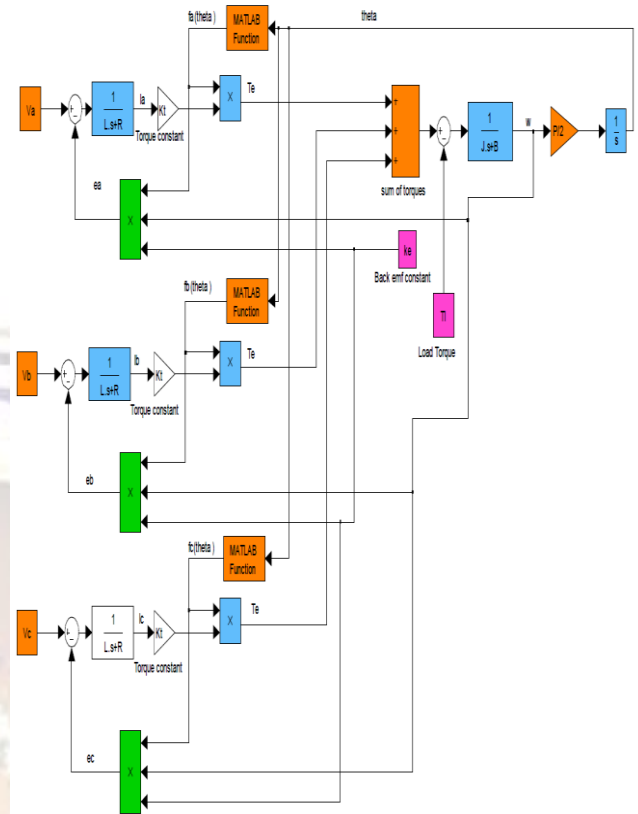 fa(theta)
MATLAB
Function
theta
Va
+
-
1
L.s+R
Ia
Kt
Torque constant
X
Te
ea
X
+
+
+
sum of torques
+
-
1
J.s+B
w
P/2
1
s
ke
Back emf constant
Tl
Load Torque
fb(theta )
MATLAB
Function
Vb
+
-
1
L.s+R
Ib
Kt
Torque constant
X
Te
eb
X
fc(theta )
MATLAB
Function
Vc
+
-
1
L.s+R
Ic
Kt
Torque constant
X
Te
ec
X